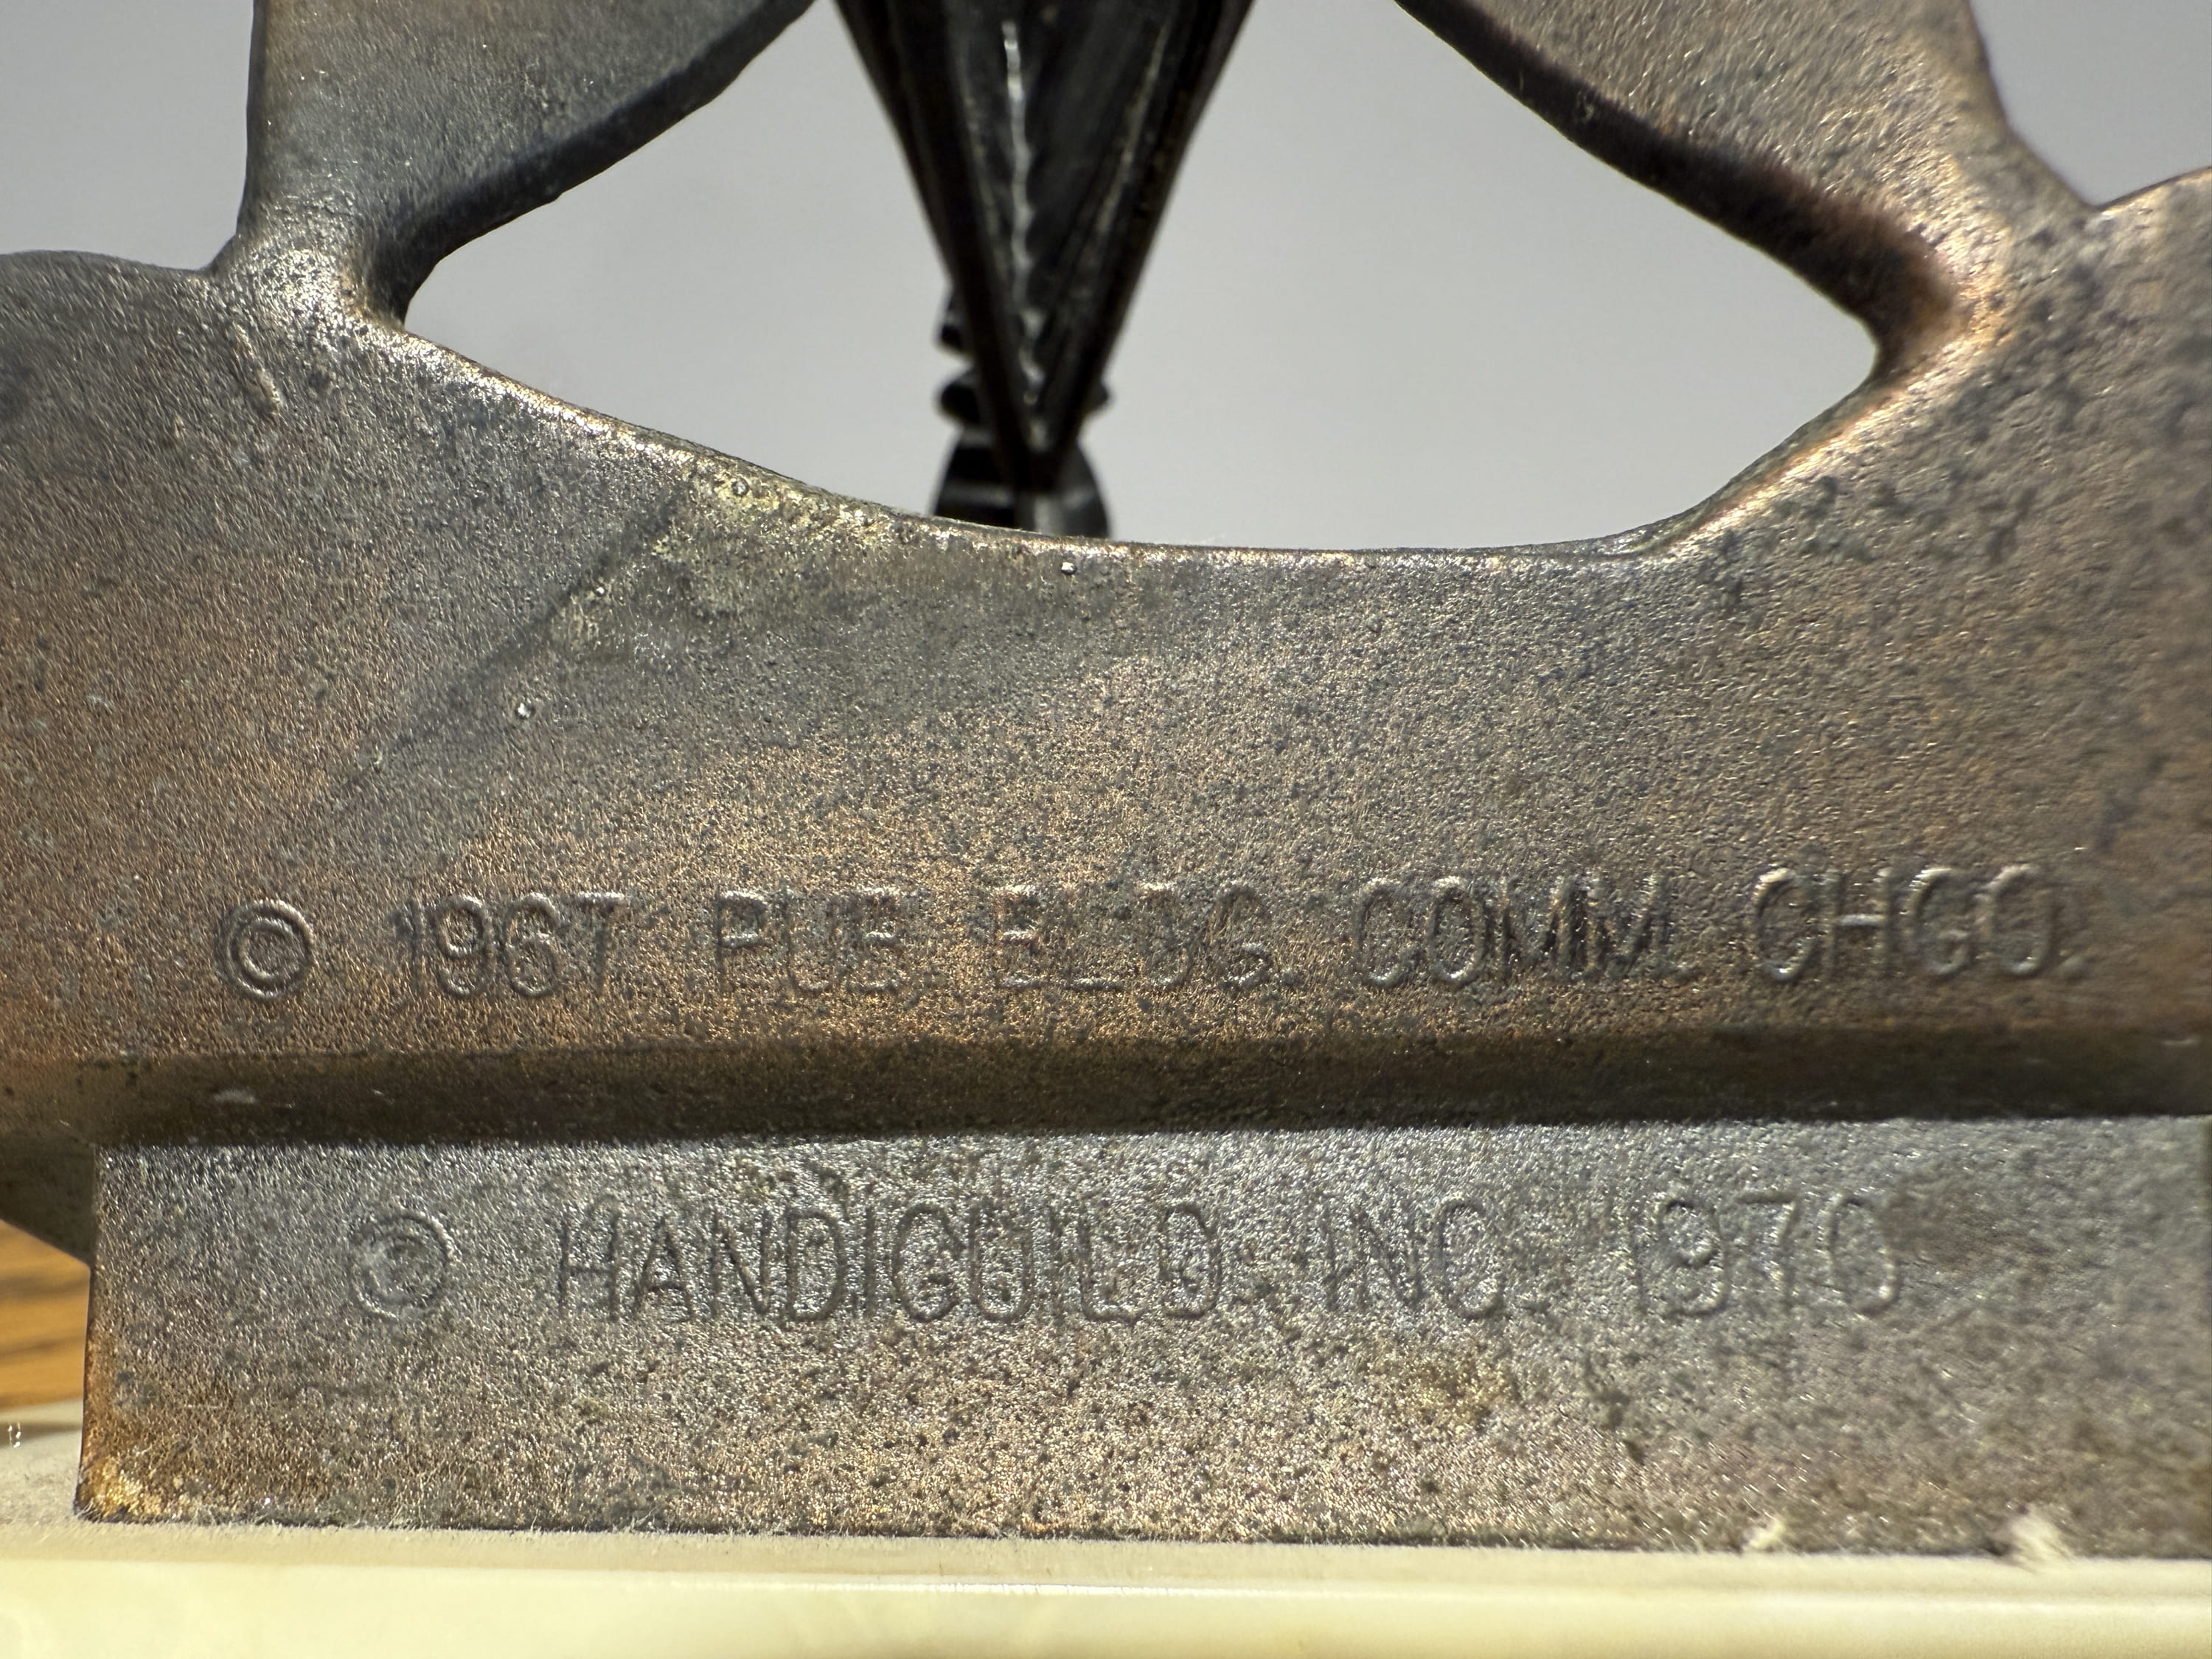 © 1967 PUB. BLDG. COMM. CHGO.
© HANDIGUILD INC. 1970